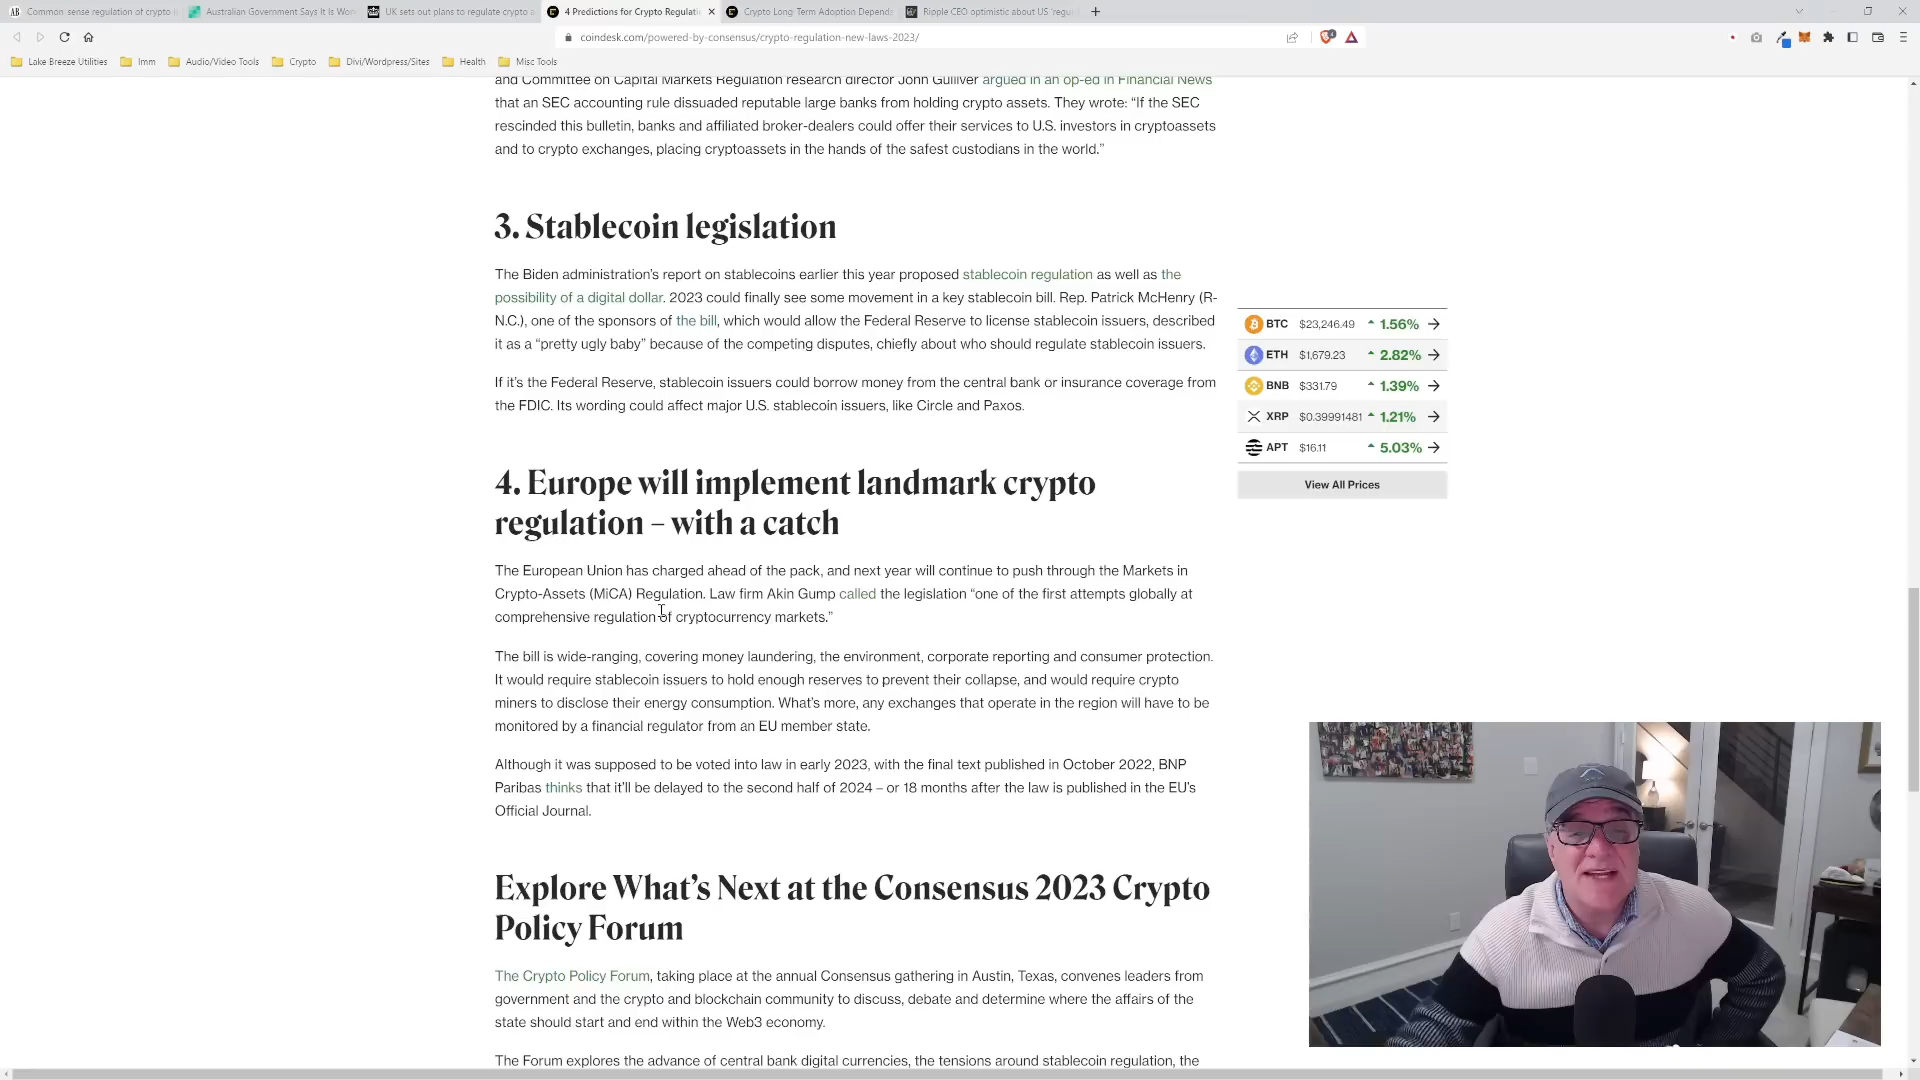 Common sense regulation of crypto i
Australian Government Says It Is Wor
UK sets out plans to regulate crypto a
4 Predictions for Crypto Regulati
Crypto Long-Term Adoption Depends
Ripple CEO optimistic about US 'regul
coindesk.com/powered-by-consensus/crypto-regulation-new-laws-2023/
Lake Breeze Utilities
Imm
Audio/Video Tools
Crypto
Divi/Wordpress/Sites
Health
Misc Tools
and Committee on Capital Markets Regulation research director John Gulliver argued in an op-ed in Financial News
that an SEC accounting rule dissuaded reputable large banks from holding crypto assets. They wrote: “If the SEC
rescinded this bulletin, banks and affiliated broker-dealers could offer their services to U.S. investors in cryptoassets
and to crypto exchanges, placing cryptoassets in the hands of the safest custodians in the world.”
3. Stablecoin legislation
The Biden administration’s report on stablecoins earlier this year proposed stablecoin regulation as well as the
possibility of a digital dollar. 2023 could finally see some movement in a key stablecoin bill. Rep. Patrick McHenry (R-
N.C.), one of the sponsors of the bill, which would allow the Federal Reserve to license stablecoin issuers, described
it as a “pretty ugly baby” because of the competing disputes, chiefly about who should regulate stablecoin issuers.
If it’s the Federal Reserve, stablecoin issuers could borrow money from the central bank or insurance coverage from
the FDIC. Its wording could affect major U.S. stablecoin issuers, like Circle and Paxos.
BTC $23,246.49 1.56%
ETH $1,679.23 2.82%
BNB $331.79 1.39%
XRP $0.39991481 1.21%
APT $16.11 5.03%
View All Prices
4. Europe will implement landmark crypto
regulation – with a catch
The European Union has charged ahead of the pack, and next year will continue to push through the Markets in
Crypto-Assets (MiCA) Regulation. Law firm Akin Gump called the legislation “one of the first attempts globally at
comprehensive regulation of cryptocurrency markets.”
The bill is wide-ranging, covering money laundering, the environment, corporate reporting and consumer protection.
It would require stablecoin issuers to hold enough reserves to prevent their collapse, and would require crypto
miners to disclose their energy consumption. What’s more, any exchanges that operate in the region will have to be
monitored by a financial regulator from an EU member state.
Although it was supposed to be voted into law in early 2023, with the final text published in October 2022, BNP
Paribas thinks that it’ll be delayed to the second half of 2024 – or 18 months after the law is published in the EU’s
Official Journal.
Explore What’s Next at the Consensus 2023 Crypto
Policy Forum
The Crypto Policy Forum, taking place at the annual Consensus gathering in Austin, Texas, convenes leaders from
government and the crypto and blockchain community to discuss, debate and determine where the affairs of the
state should start and end within the Web3 economy.
The Forum explores the advance of central bank digital currencies, the tensions around stablecoin regulation, the